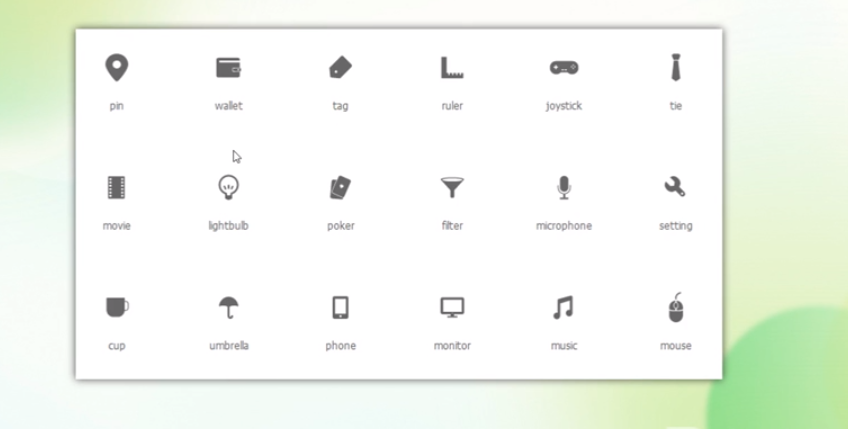 pin wallet tag ruler joystick tie
movie lightbulb poker filter microphone setting
cup umbrella phone monitor music mouse